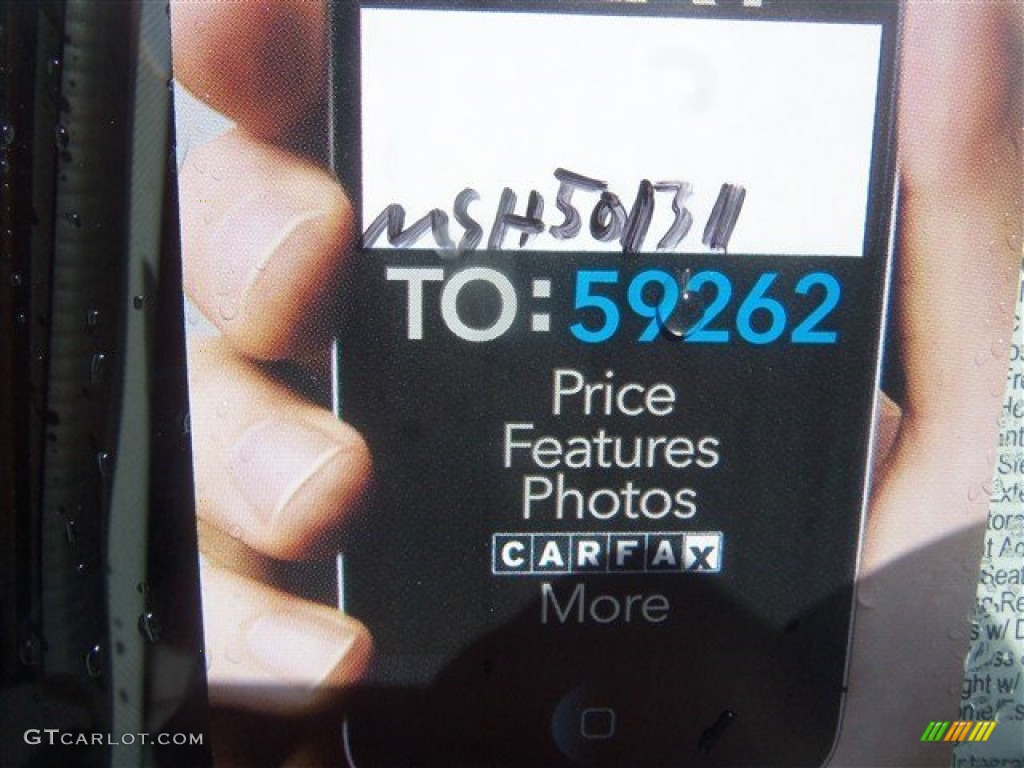 MSH50131
TO: 59262
Price
Features
Photos
CARFAX
More
GTCARLOT.COM